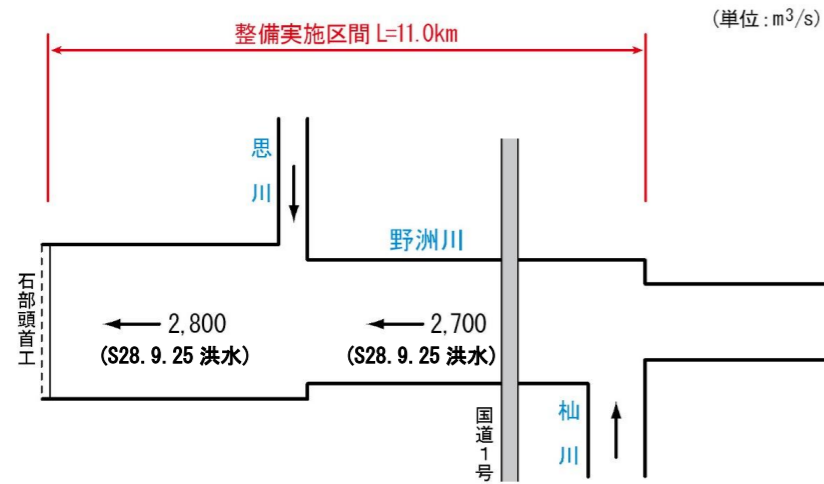 (単位:m³/s)
整備実施区間 L=11.0km
思川
野洲川
石部頭首工
2,800
(S28.9.25 洪水)
2,700
(S28.9.25 洪水)
国道1号
杣川